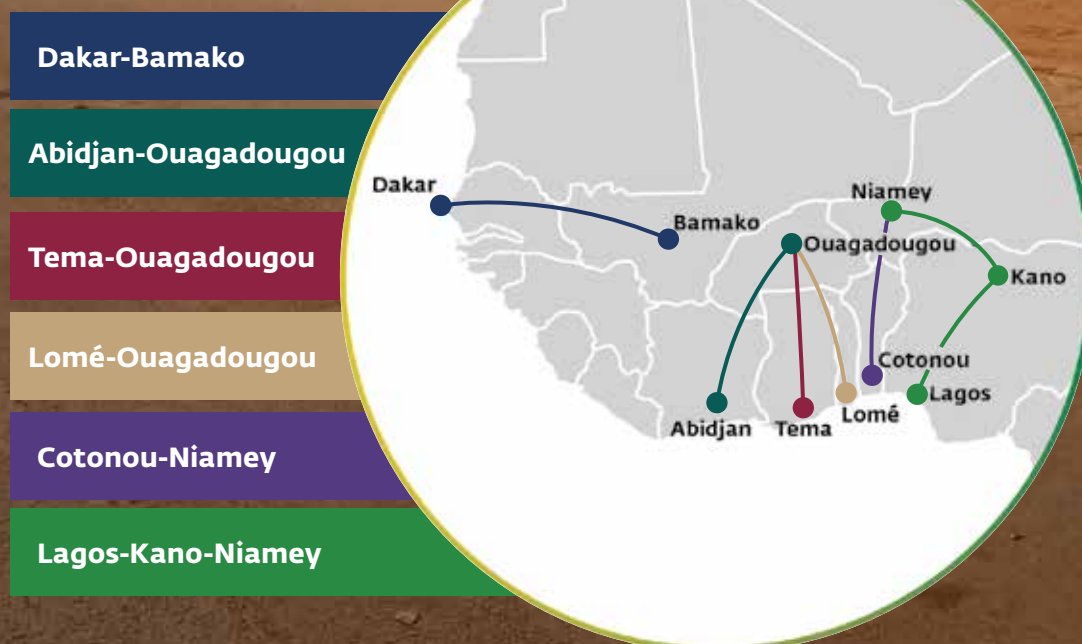 Dakar-Bamako
Abidjan-Ouagadougou
Tema-Ouagadougou
Lomé-Ouagadougou
Cotonou-Niamey
Lagos-Kano-Niamey
Dakar
Bamako
Niamey
Ouagadougou
Kano
Cotonou
Lagos
Abidjan
Tema
Lomé